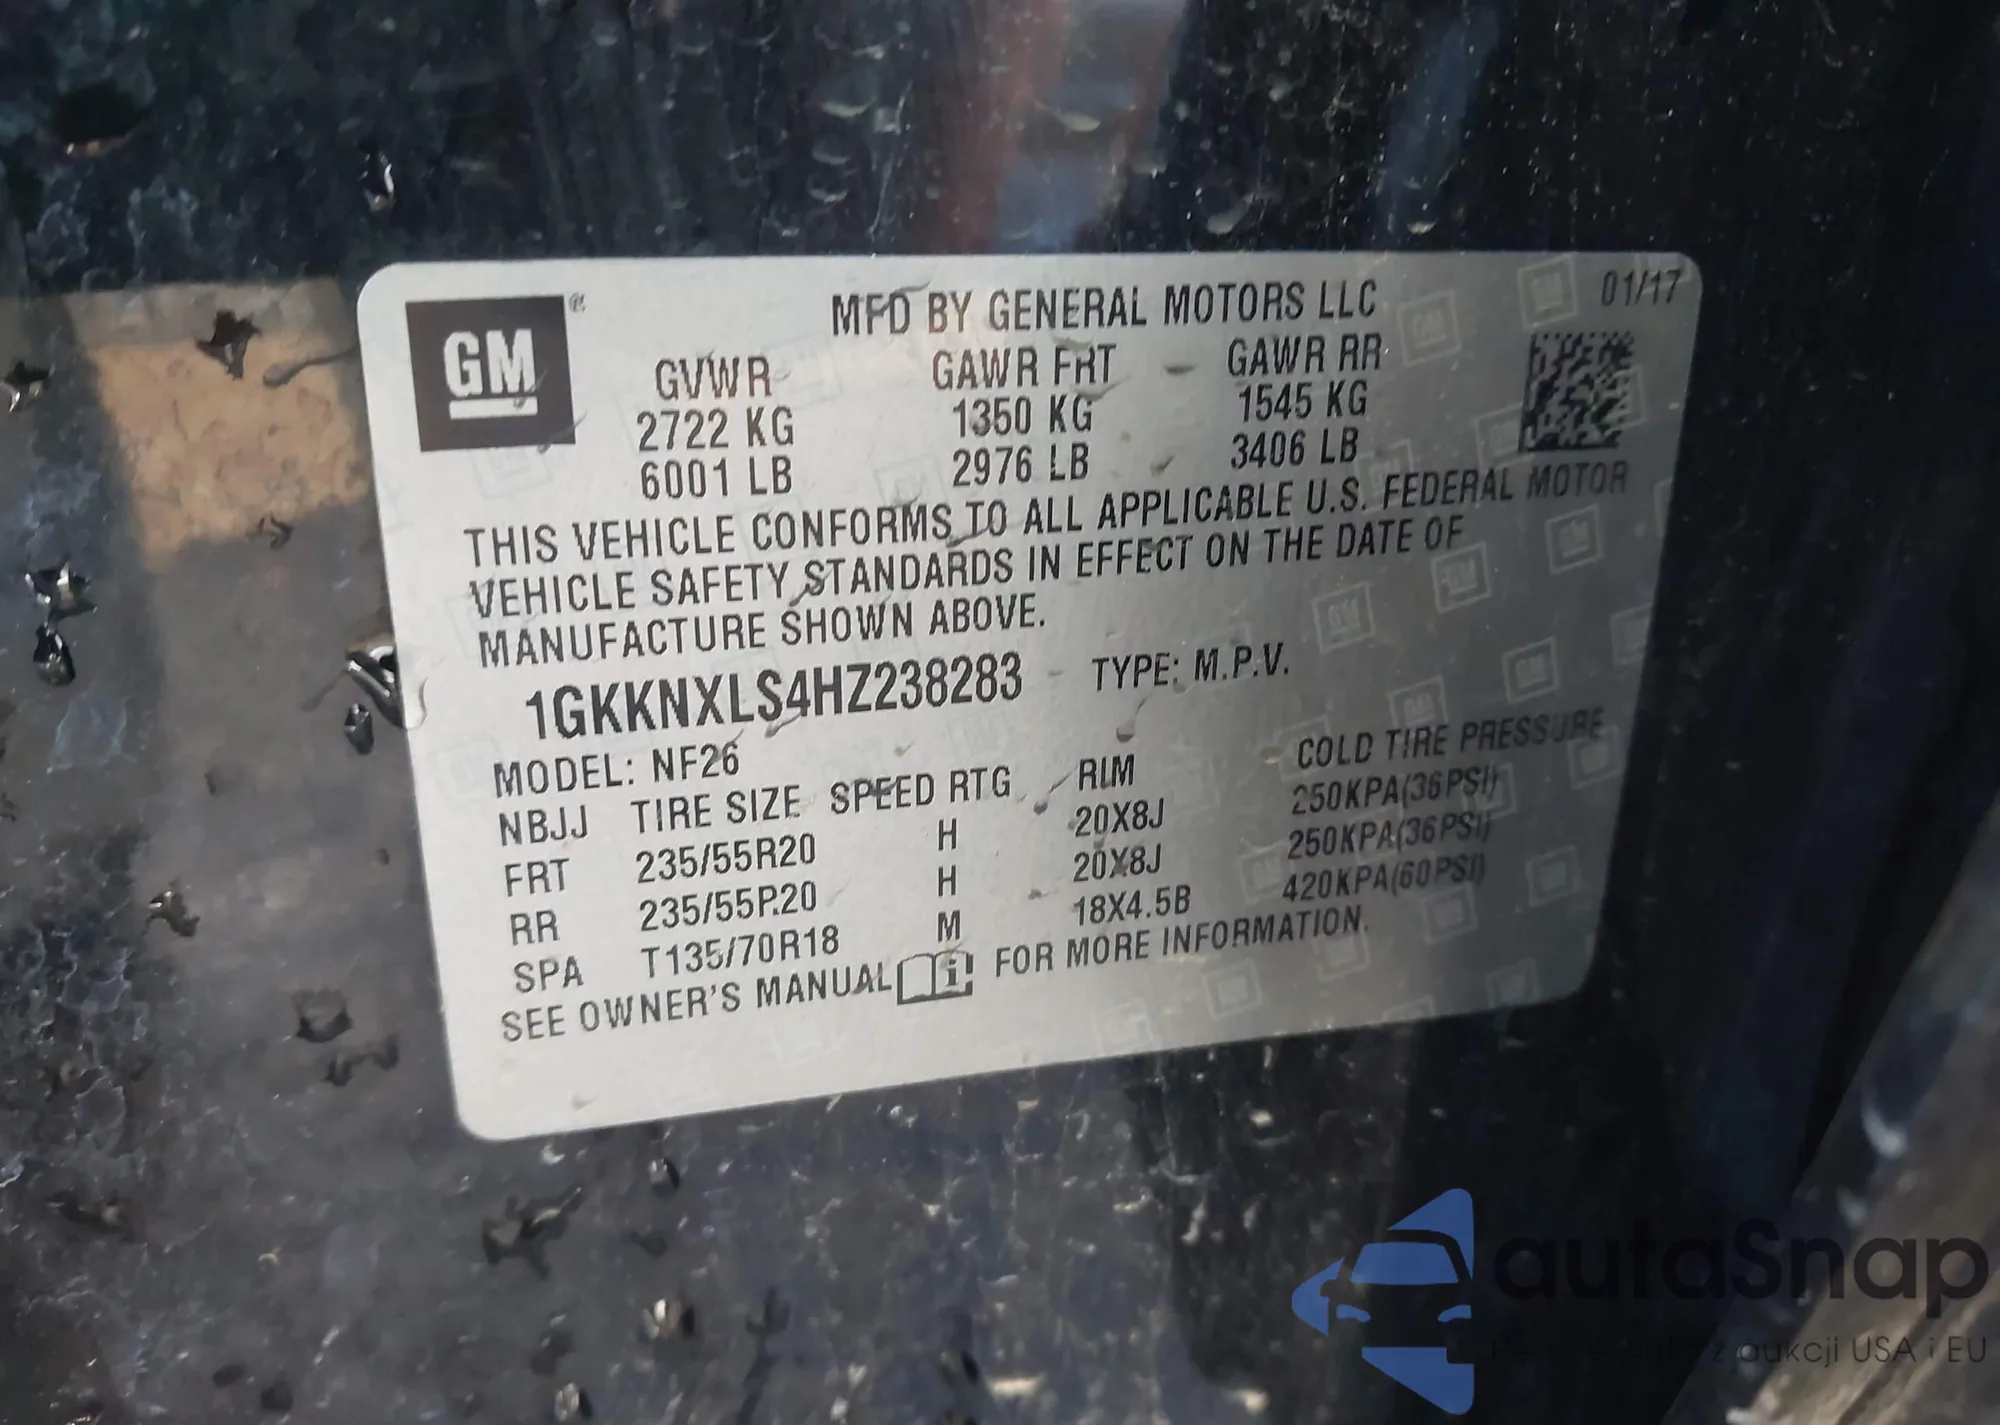 GM ®
MFD BY GENERAL MOTORS LLC
01/17
GVWR GAWR FRT GAWR RR
2722 KG 1350 KG 1545 KG
6001 LB 2976 LB 3406 LB
THIS VEHICLE CONFORMS TO ALL APPLICABLE U.S. FEDERAL MOTOR
VEHICLE SAFETY STANDARDS IN EFFECT ON THE DATE OF
MANUFACTURE SHOWN ABOVE.
1GKKNXLS4HZ238283 TYPE: M.P.V.
MODEL: NF26
NBJJ TIRE SIZE SPEED RTG RIM COLD TIRE PRESSURE
FRT 235/55R20 H 20X8J 250KPA(36PSI)
RR 235/55R20 H 20X8J 250KPA(36PSI)
SPA T135/70R18 M 18X4.5B 420KPA(60PSI)
SEE OWNER'S MANUAL FOR MORE INFORMATION.
autaSnap
z aukcji USA i EU